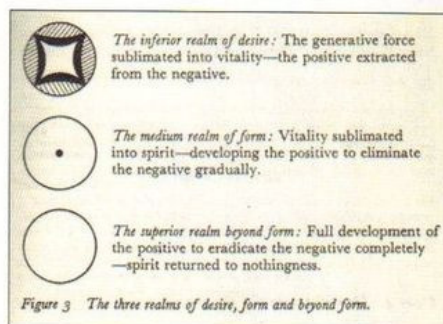 The inferior realm of desire: The generative force
sublimated into vitality—the positive extracted
from the negative.
The medium realm of form: Vitality sublimated
into spirit—developing the positive to eliminate
the negative gradually.
The superior realm beyond form: Full development of
the positive to eradicate the negative completely
—spirit returned to nothingness.
Figure 3 The three realms of desire, form and beyond form.